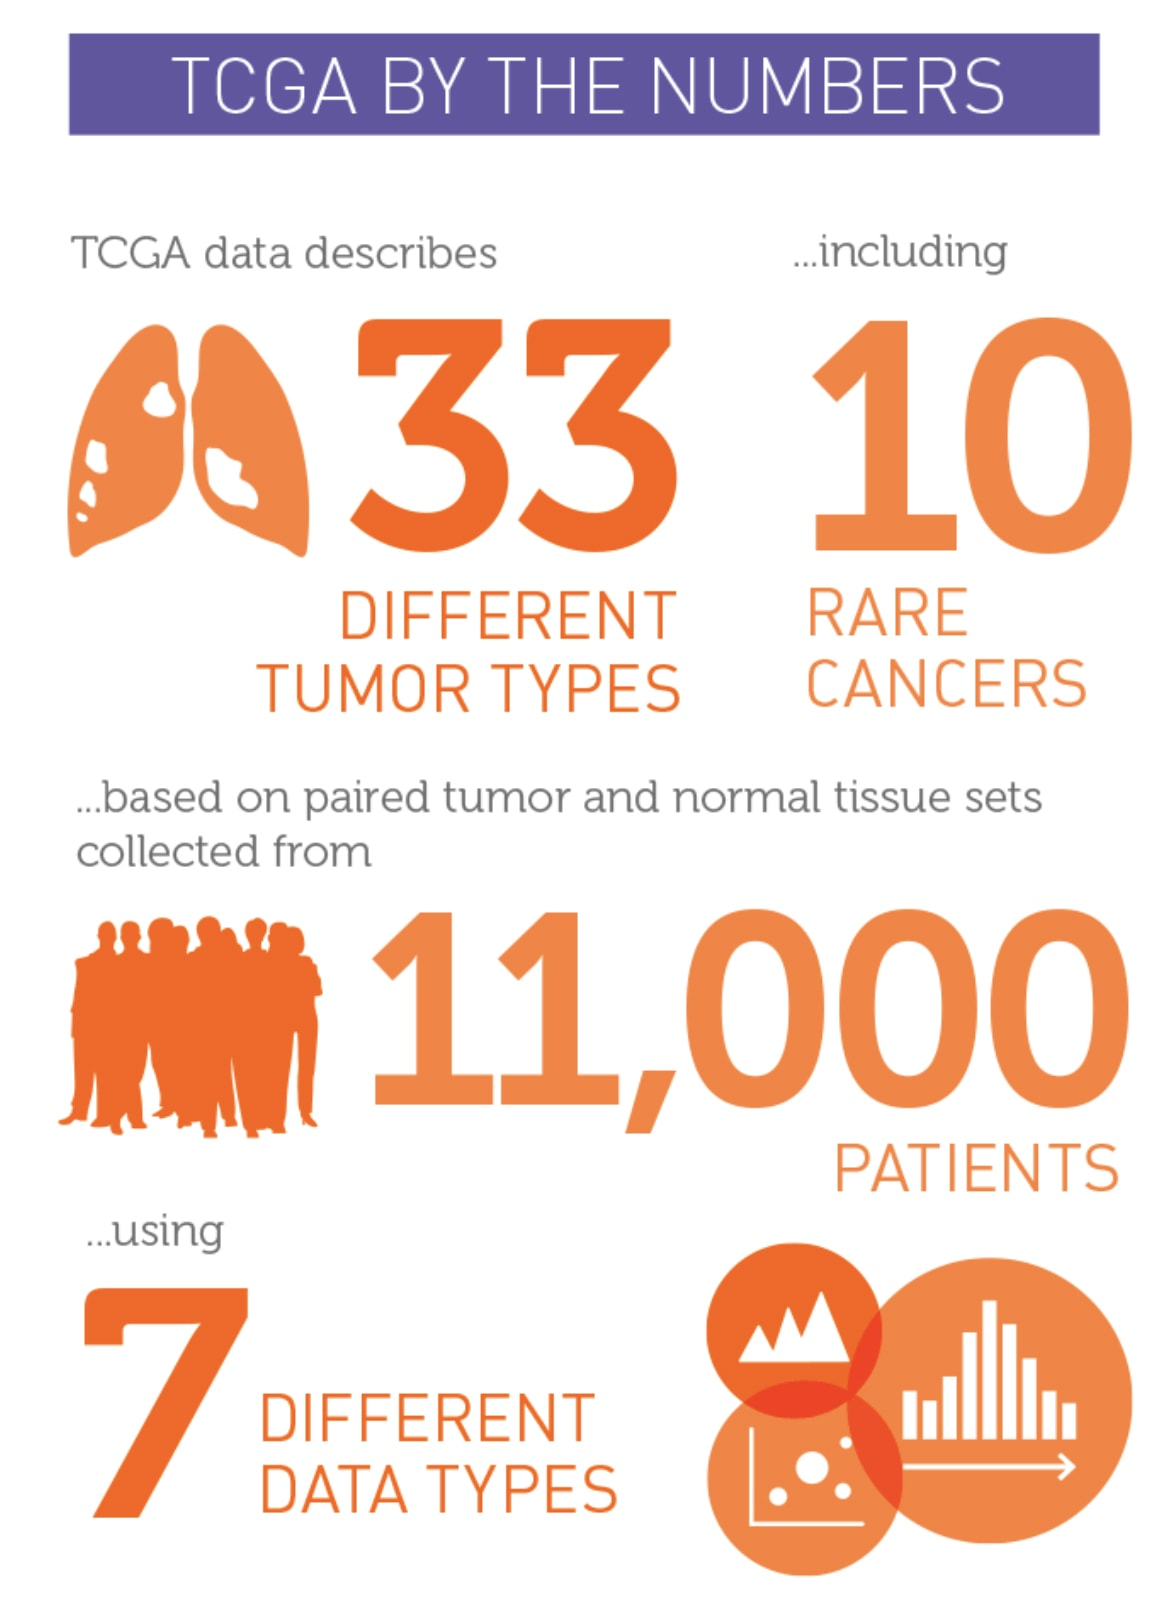 TCGA BY THE NUMBERS
TCGA data describes
...including
33
10
DIFFERENT
TUMOR TYPES
RARE
CANCERS
...based on paired tumor and normal tissue sets
collected from
11,000
PATIENTS
...using
7
DIFFERENT
DATA TYPES